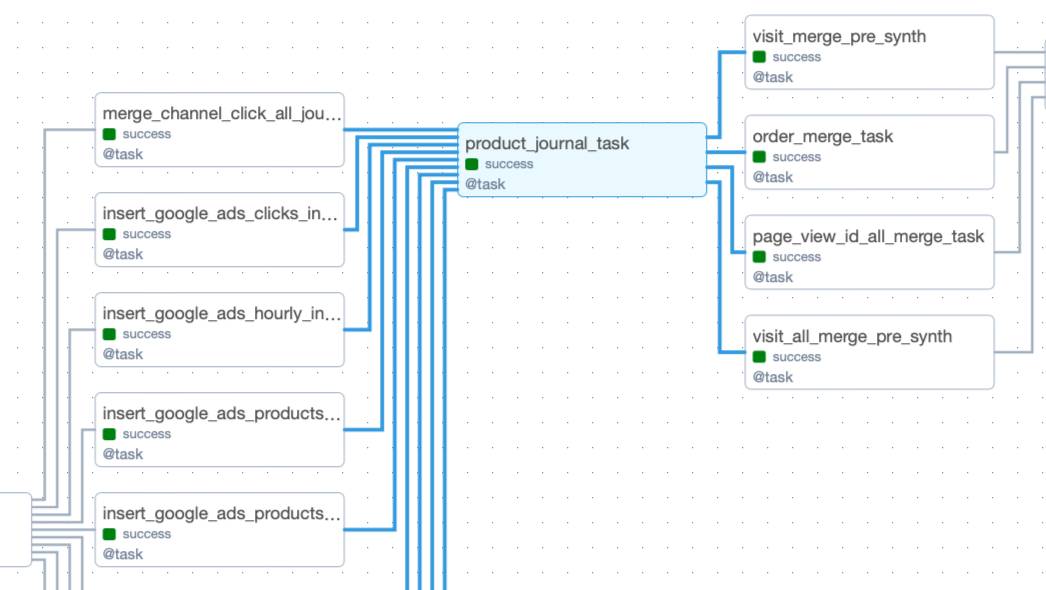 merge_channel_click_all_jou...
success
@task
insert_google_ads_clicks_in...
success
@task
insert_google_ads_hourly_in...
success
@task
insert_google_ads_products...
success
@task
insert_google_ads_products...
success
@task
product_journal_task
success
@task
visit_merge_pre_synth
success
@task
order_merge_task
success
@task
page_view_id_all_merge_task
success
@task
visit_all_merge_pre_synth
success
@task